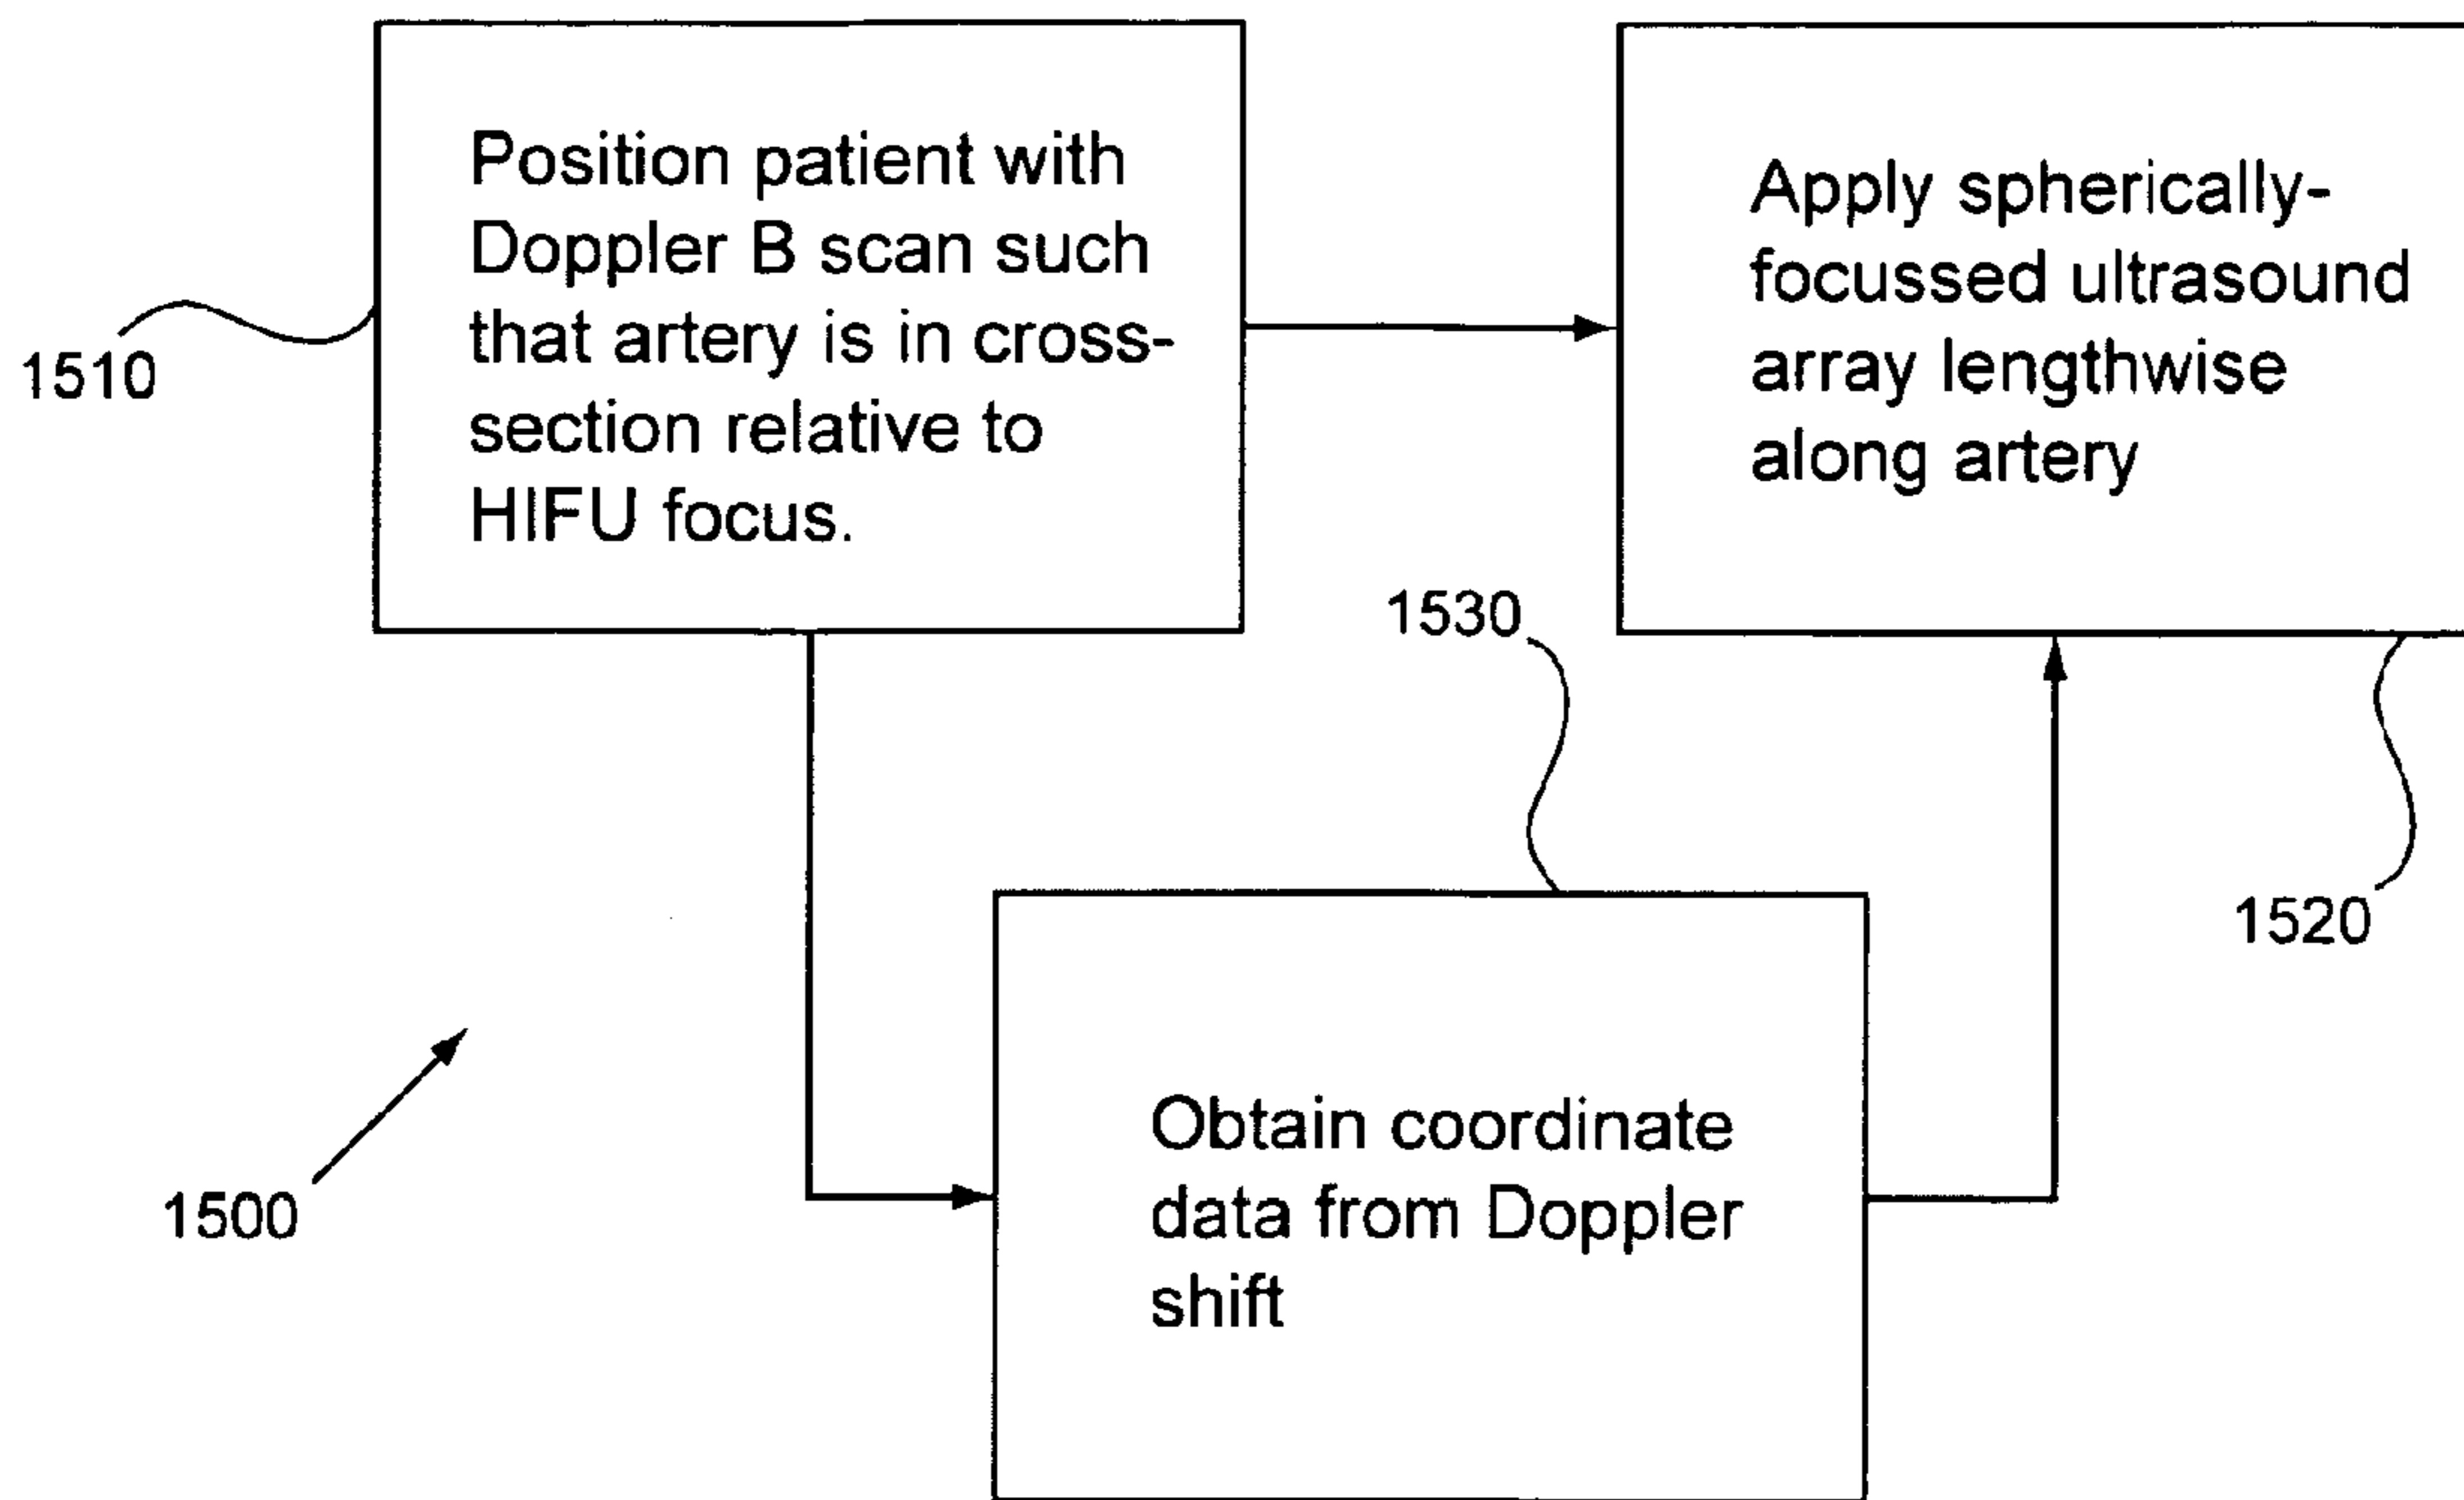 Position patient with
Doppler B scan such
that artery is in cross-
section relative to
HIFU focus.
1510
Apply spherically-
focussed ultrasound
array lengthwise
along artery
1530
1520
Obtain coordinate
data from Doppler
shift
1500